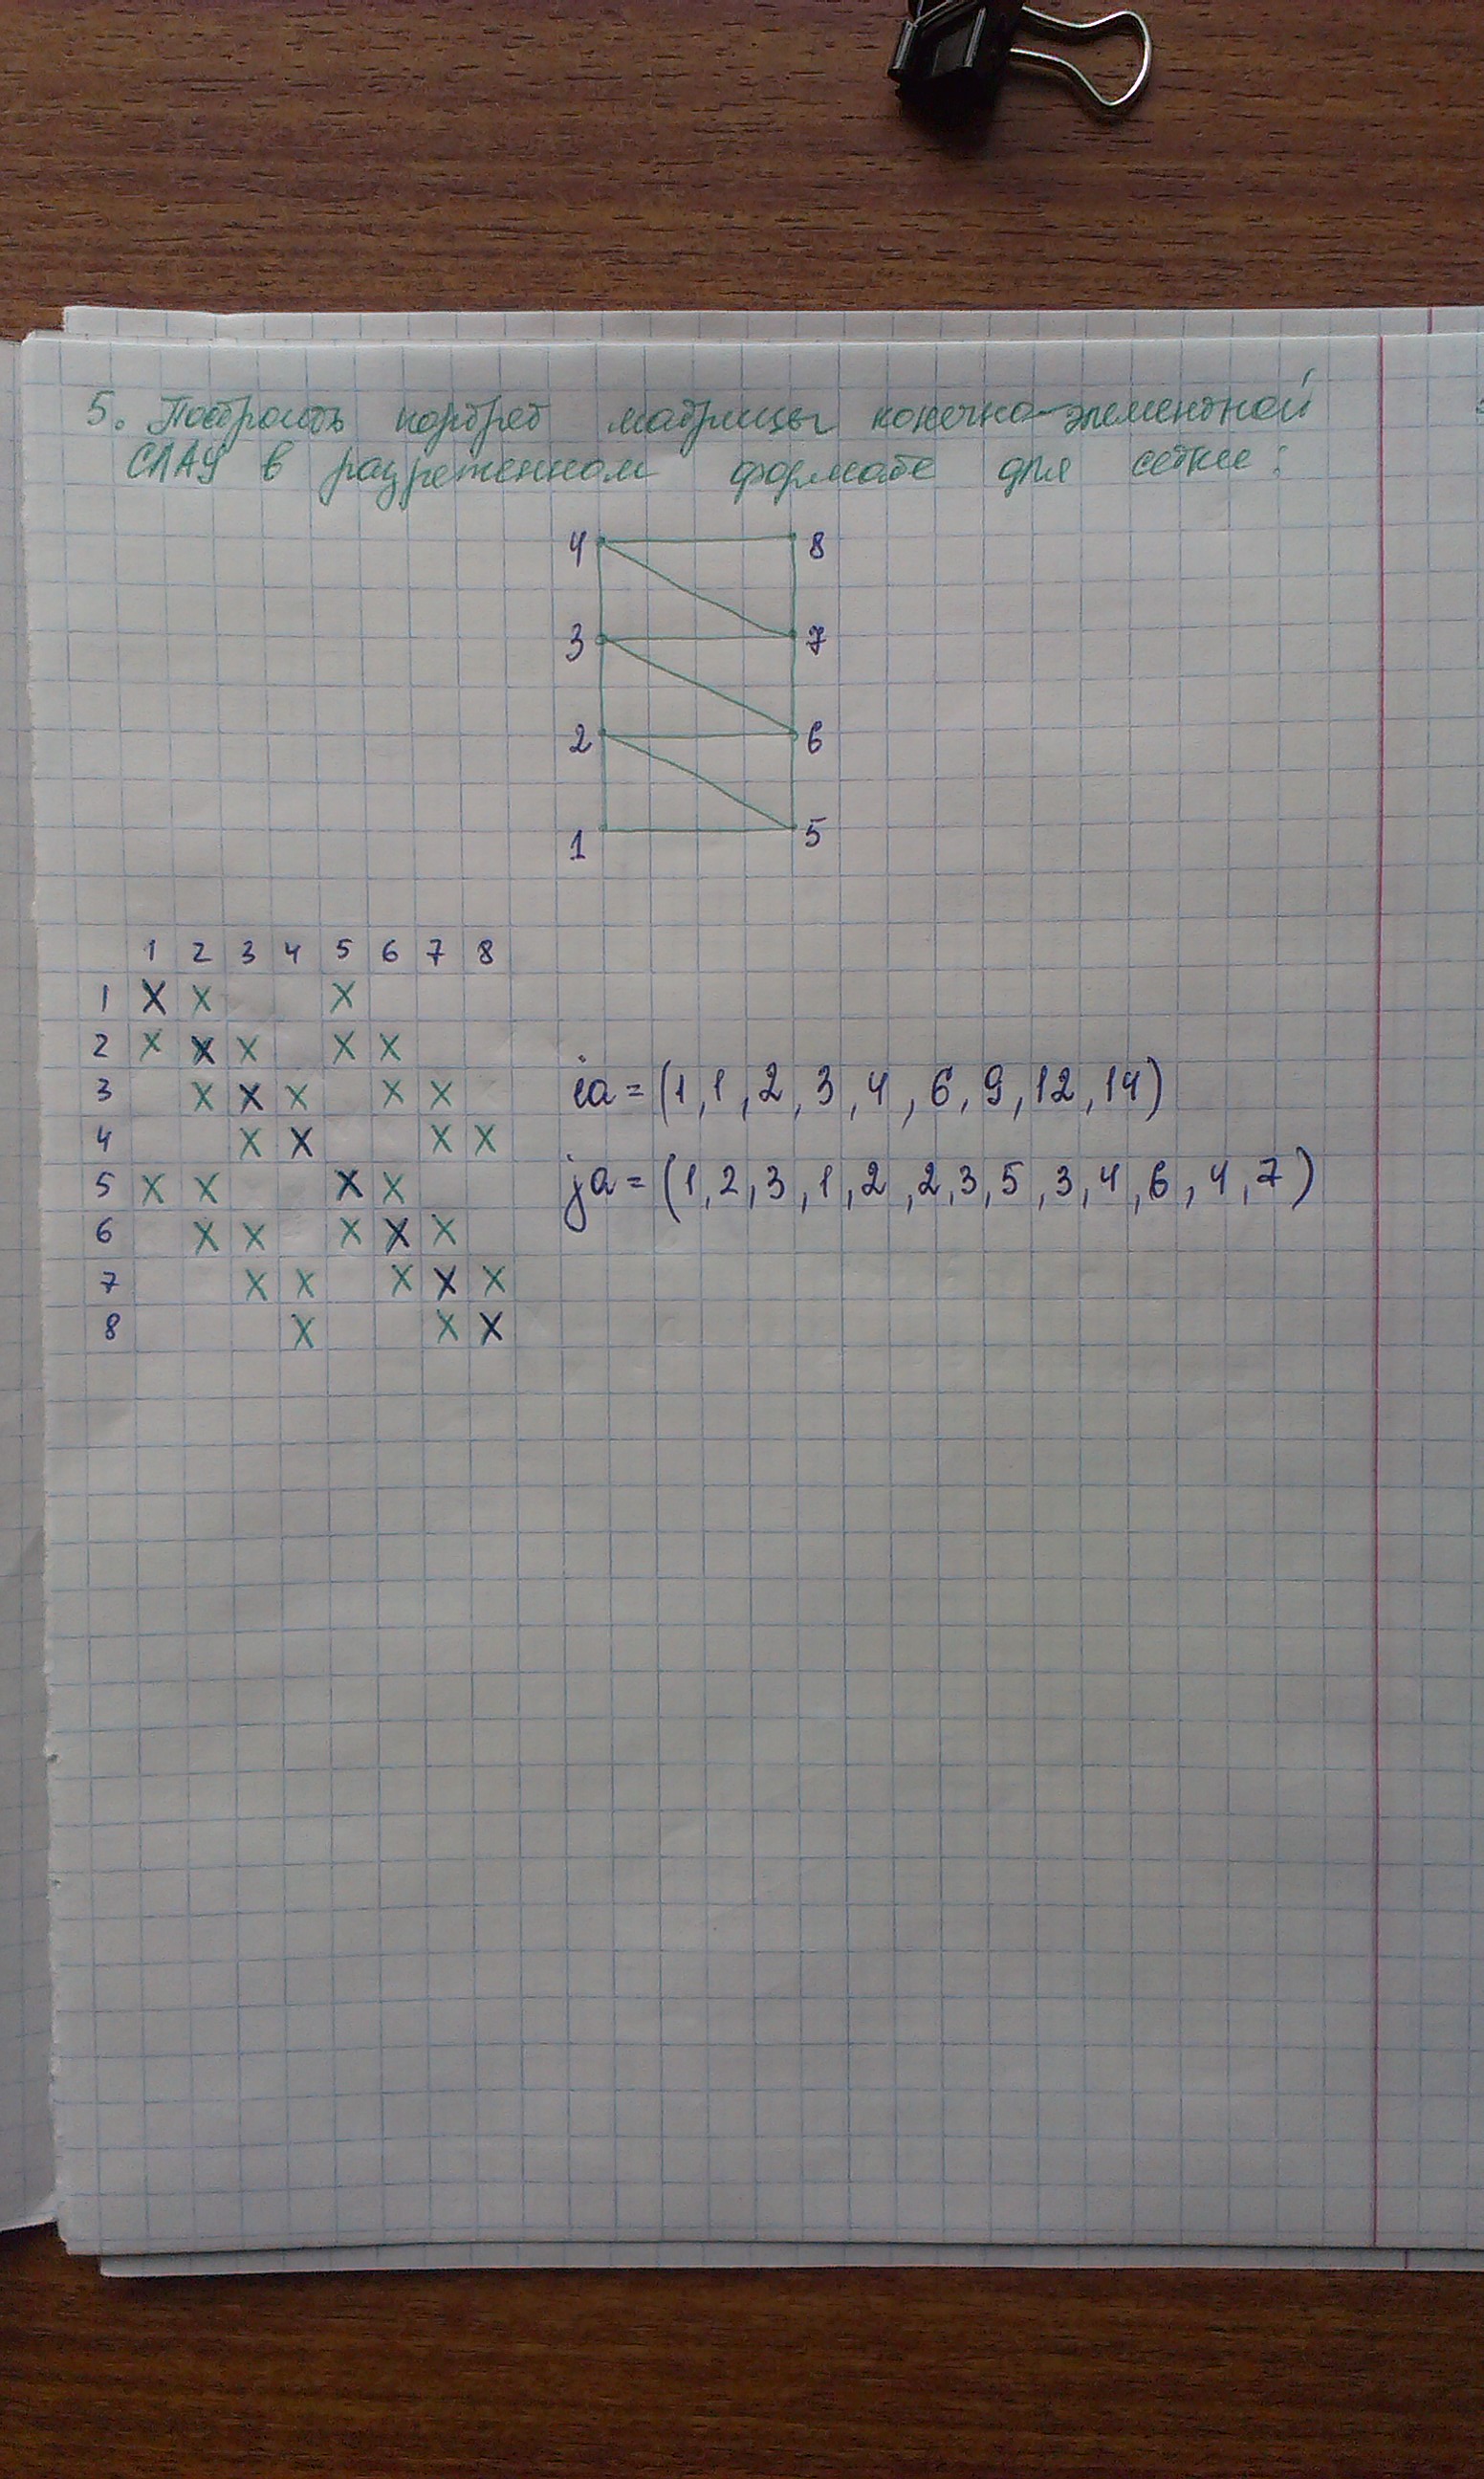 5. Построить портрет матрицы конечно-элементной
СЛАУ в разреженном формате для сетки:
4 8
3 7
2 6
1 5
1 2 3 4 5 6 7 8
1 X X X
2 X X X X X
3 X X X X X
4 X X X X
5 X X X X
6 X X X X X
7 X X X X X
8 X X X
ia = (1, 1, 2, 3, 4, 6, 9, 12, 14)
ja = (1, 2, 3, 1, 2, 2, 3, 5, 3, 4, 6, 4, 7)